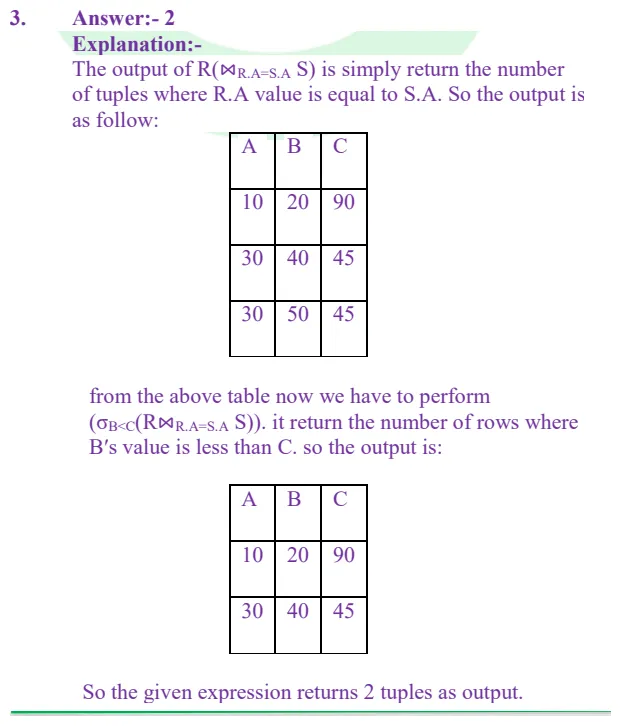 3. Answer:- 2
Explanation:-
The output of R(⋈R.A=S.A S) is simply return the number
of tuples where R.A value is equal to S.A. So the output is
as follow:
A B C
10 20 90
30 40 45
30 50 45
from the above table now we have to perform
(σB<C(R⋈R.A=S.A S)). it return the number of rows where
B′s value is less than C. so the output is:
A B C
10 20 90
30 40 45
So the given expression returns 2 tuples as output.